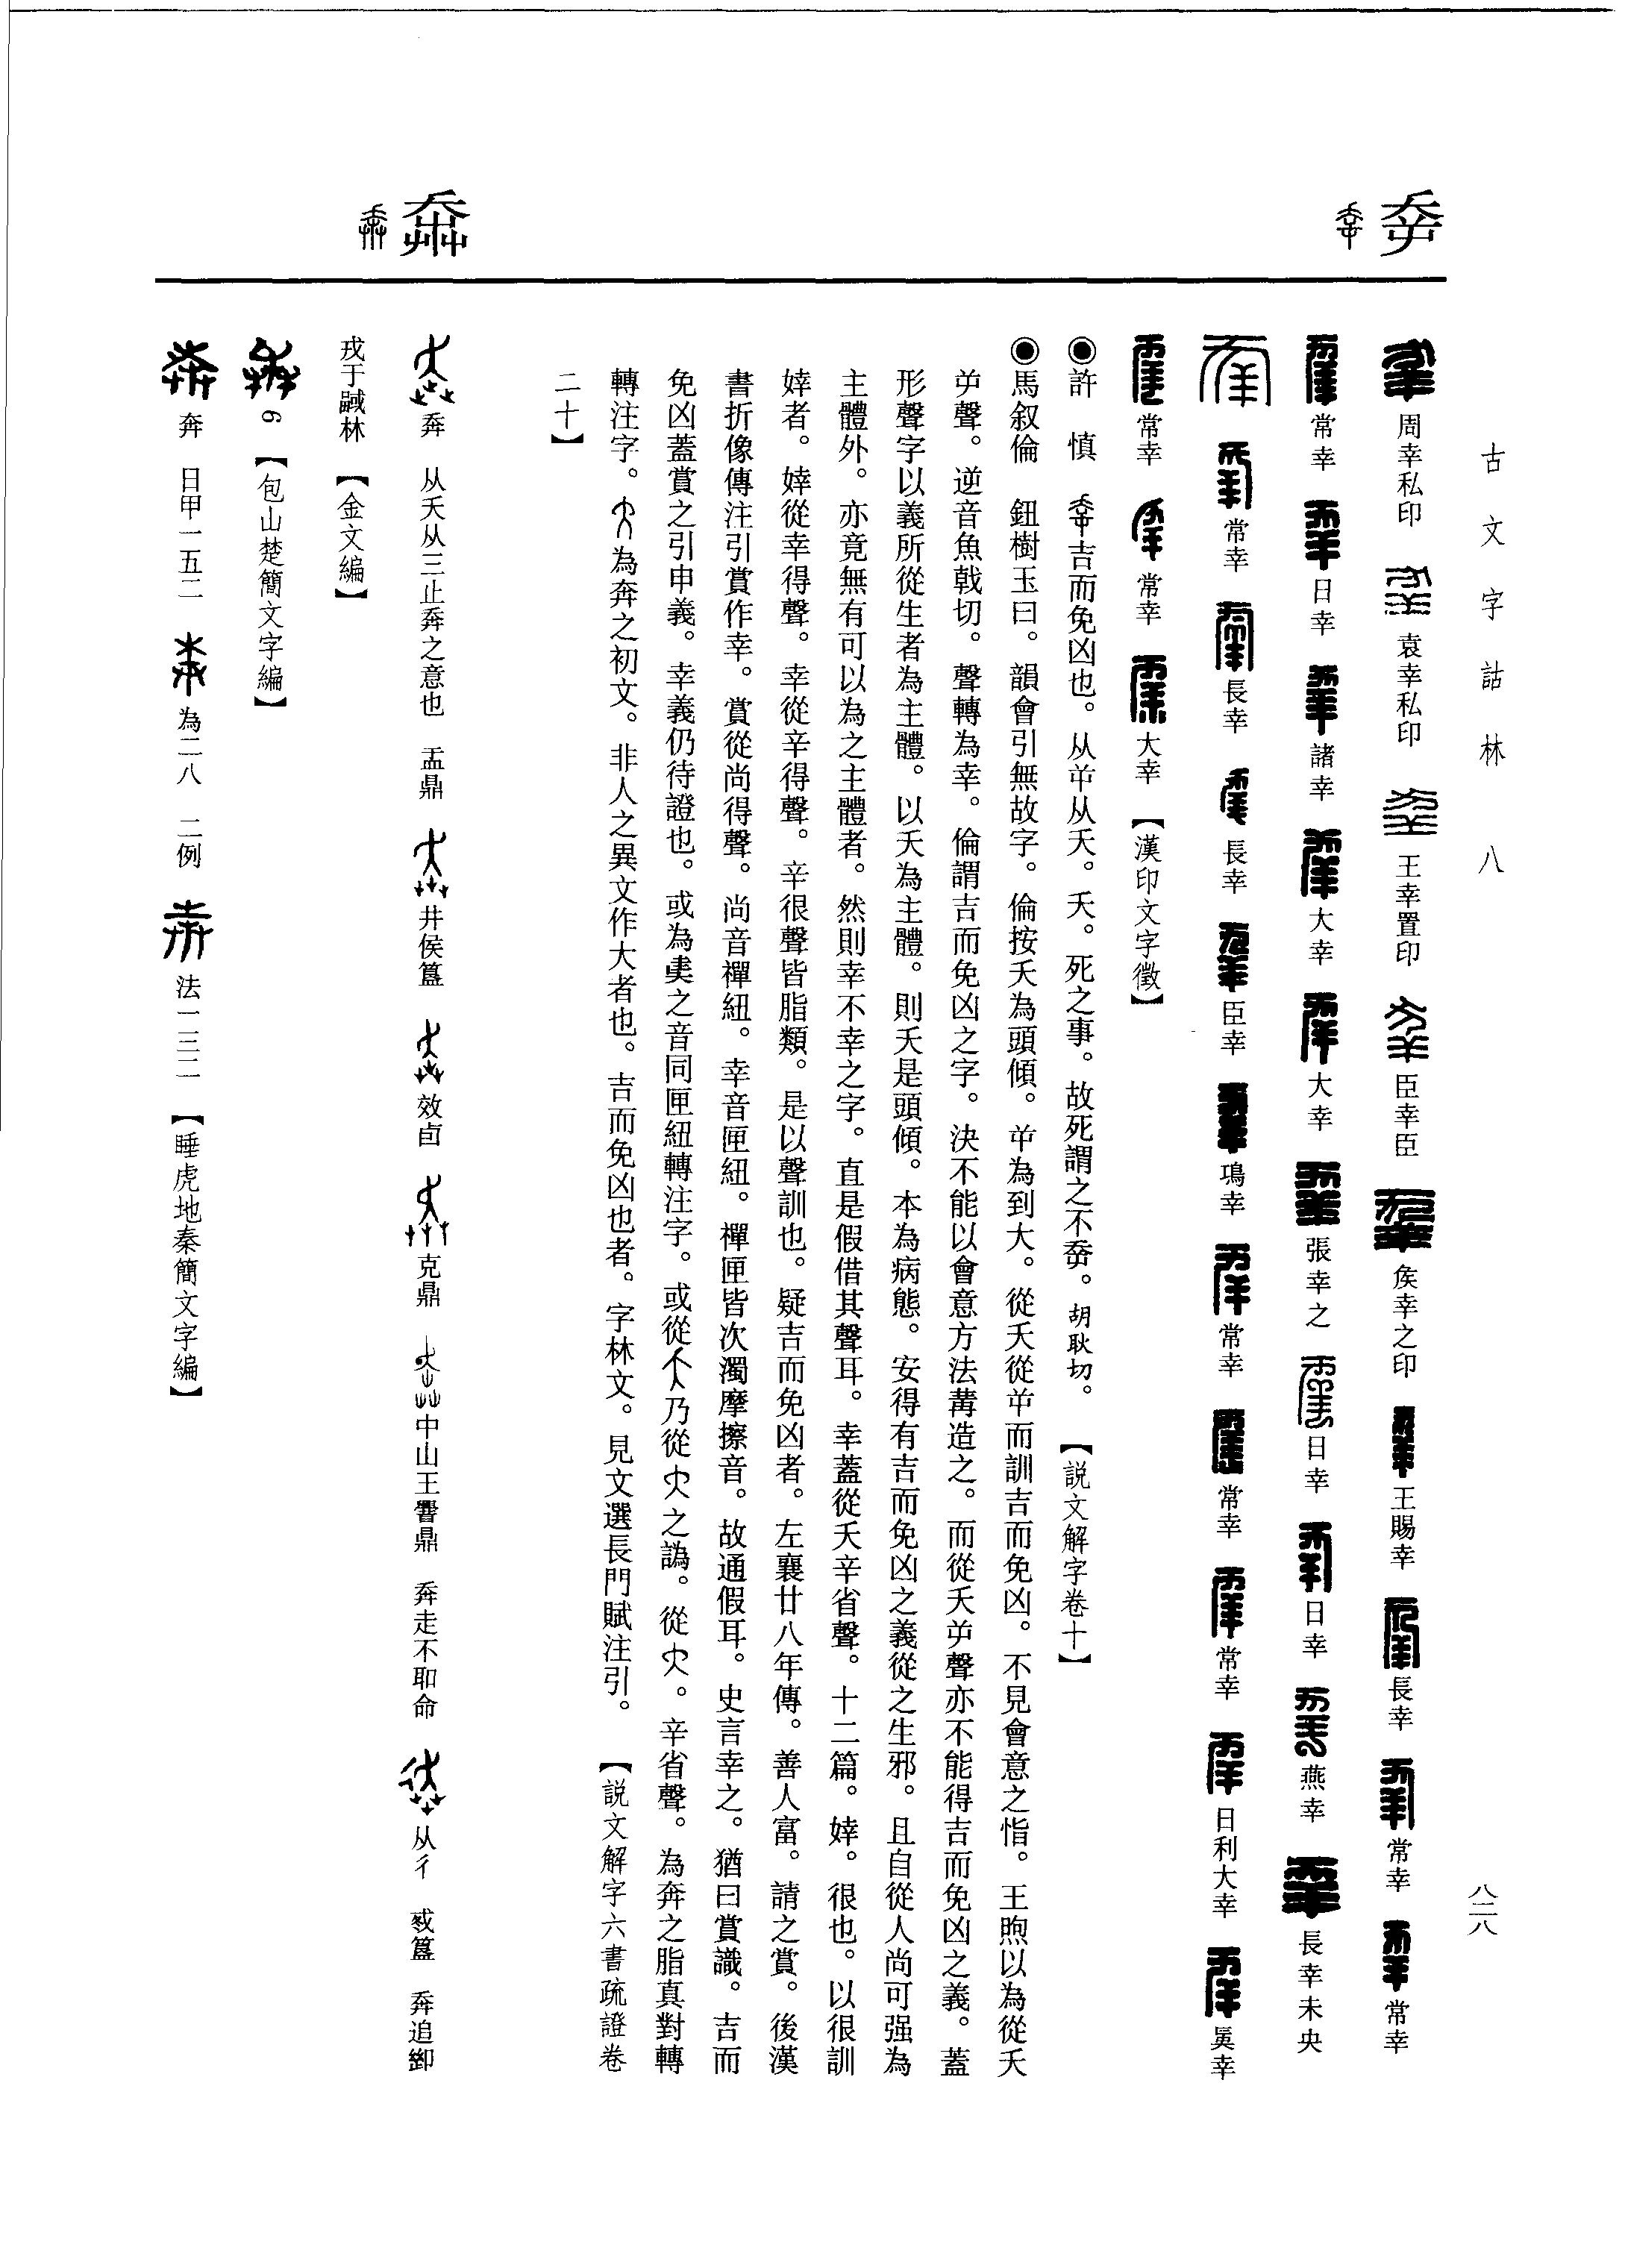 古文字詁林 八
八二八
𡴘
𡘲
周幸私印 袁幸私印 王幸置印 臣幸臣 矦幸之印 王賜幸 長幸 常幸 常幸
常幸 日幸 諸幸 大幸 大幸 張幸之 日幸 日幸 燕幸 長幸未央
常幸 長幸 長幸 臣幸 鳴幸 常幸 常幸 常幸 日利大幸 㠱幸
常幸 常幸 大幸 【漢印文字徵】
◉許 慎 吉而免凶也。从屰从夭。夭。死之事。故死謂之不㚔。胡耿切。 【説文解字卷十】
◉馬叙倫 鈕樹玉曰。韻會引無故字。倫按夭為頭傾。屰為到大。從夭從屰而訓吉而免凶。不見會意之恉。王煦以為從夭
屰聲。逆音魚戟切。聲轉為幸。倫謂吉而免凶之字。決不能以會意方法冓造之。而從夭屰聲亦不能得吉而免凶之義。蓋
形聲字以義所從生者為主體。以夭為主體。則夭是頭傾。本為病態。安得有吉而免凶之義從之生邪。且自從人尚可强為
主體外。亦竟無有可以為之主體者。然則幸不幸之字。直是假借其聲耳。幸蓋從夭辛省聲。十二篇。婞。很也。以很訓
婞者。婞從幸得聲。幸從辛得聲。辛很聲皆脂類。是以聲訓也。疑吉而免凶者。左襄廿八年傳。善人富。請之賞。後漢
書折像傳注引賞作幸。賞從尚得聲。尚音禪紐。幸音匣紐。禪匣皆次濁摩擦音。故通假耳。史言幸之。猶曰賞識。吉而
免凶蓋賞之引申義。幸義仍待證也。或為之音同匣紐轉注字。或從乃從之譌。從。辛省聲。為奔之脂真對轉
轉注字。為奔之初文。非人之異文作大者也。吉而免凶也者。字林文。見文選長門賦注引。 【説文解字六書疏證卷
二十】
奔 从夭从三止奔之意也 盂鼎 井侯簋 效卣 克鼎 中山王𰯼鼎 奔走不耶命 从彳 㦰簋 奔追𨛭
戎于𬀩林 【金文編】
6 【包山楚簡文字編】
奔 日甲一五二 為二八 二例 法一三二 【睡虎地秦簡文字編】